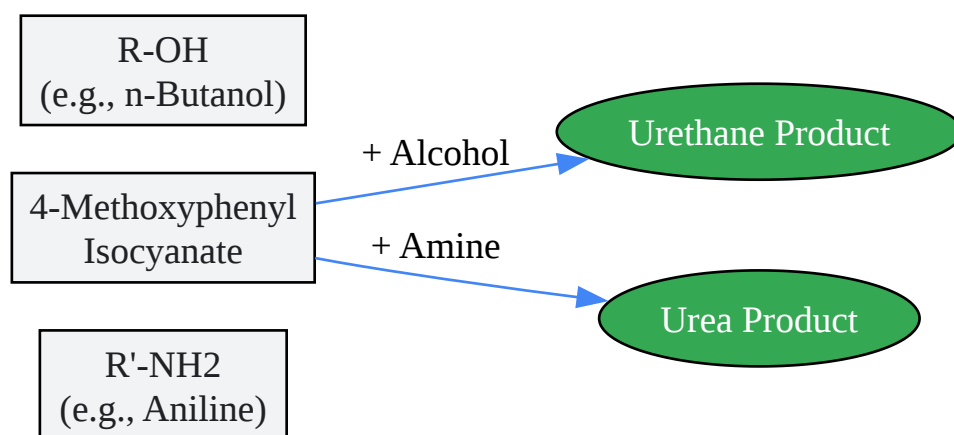 R-OH
(e.g., n-Butanol)
4-Methoxyphenyl
Isocyanate
R'-NH2
(e.g., Aniline)
+ Alcohol
+ Amine
Urethane Product
Urea Product